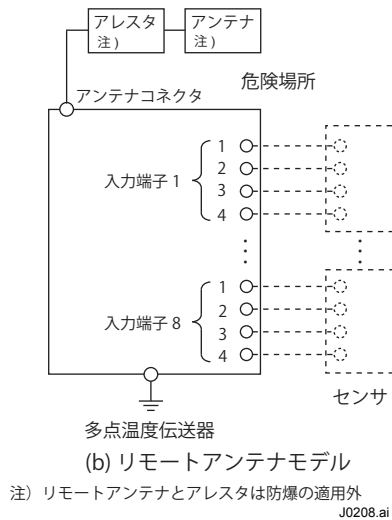 アレスタ
注)
アンテナ
注)
アンテナコネクタ
危険場所
入力端子 1
1
2
3
4
入力端子 8
1
2
3
4
センサ
多点温度伝送器
(b) リモートアンテナモデル
注）リモートアンテナとアレスタは防爆の適用外
J0208.ai